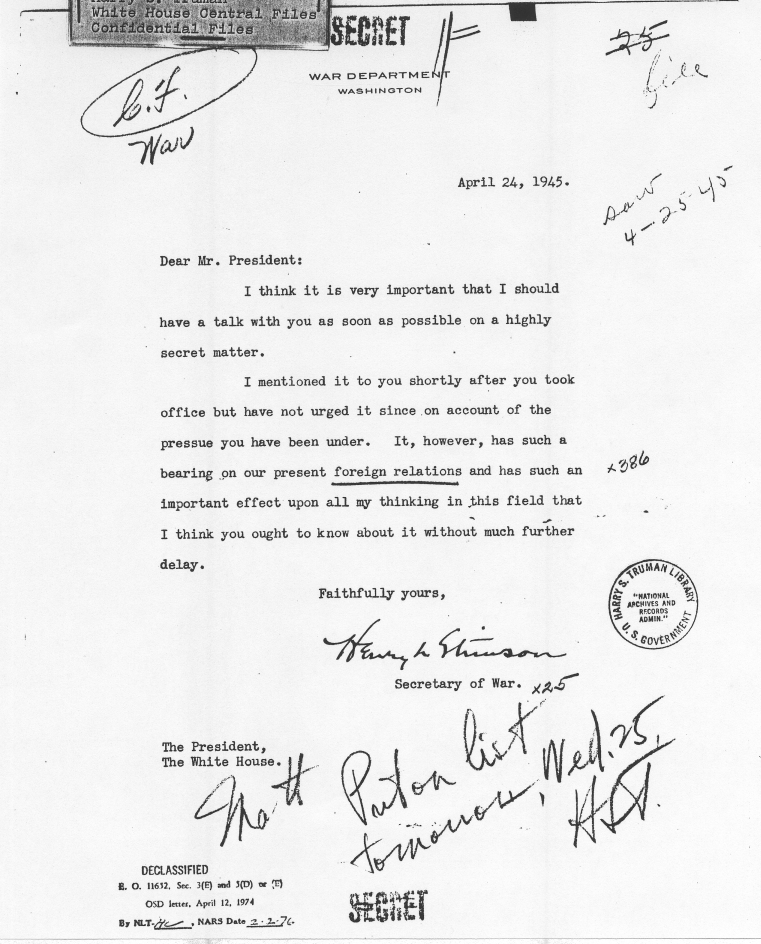 Harry S. Truman
White House Central Files
Confidential Files
SECRET
WAR DEPARTMENT
WASHINGTON
25
file
C.F.
War
April 24, 1945.
saw
4-25-45
Dear Mr. President:
I think it is very important that I should
have a talk with you as soon as possible on a highly
secret matter.
I mentioned it to you shortly after you took
office but have not urged it since on account of the
pressue you have been under. It, however, has such a
bearing on our present foreign relations and has such an
x386
important effect upon all my thinking in this field that
I think you ought to know about it without much further
delay.
Faithfully yours,
Henry L Stimson
Secretary of War. x25
HARRY S. TRUMAN LIBRARY
"NATIONAL
ARCHIVES AND
RECORDS
ADMIN."
U. S. GOVERNMENT
The President,
The White House.
Matt Put on list
tomorrow, Wed. 25,
HST.
DECLASSIFIED
E. O. 11652, Sec. 3(E) and 5(D) or (E)
OSD letter, April 12, 1974
By NLT-HC, NARS Date 2-2-76
SECRET